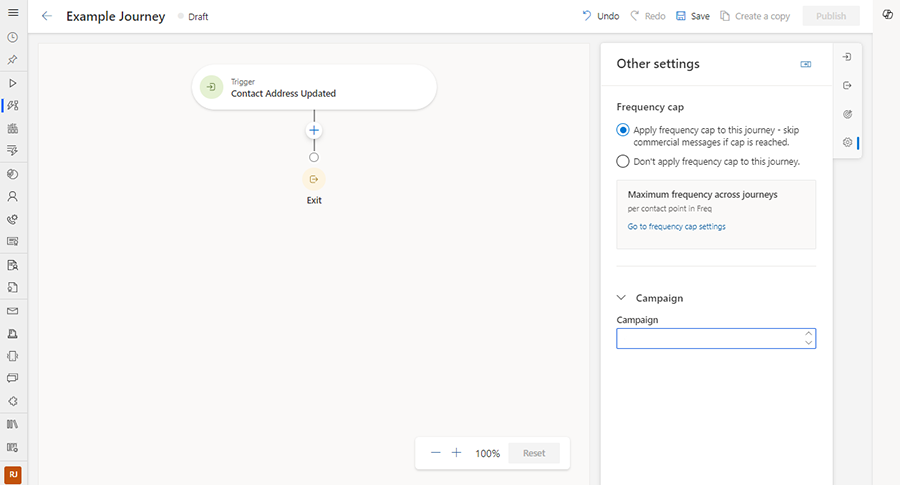 Example Journey
Draft
Undo
Redo
Save
Create a copy
Publish
Trigger
Contact Address Updated
Exit
100%
Reset
Other settings
Frequency cap
Apply frequency cap to this journey - skip
commercial messages if cap is reached.
Don't apply frequency cap to this journey.
Maximum frequency across journeys
per contact point in Freq
Go to frequency cap settings
Campaign
Campaign
RJ